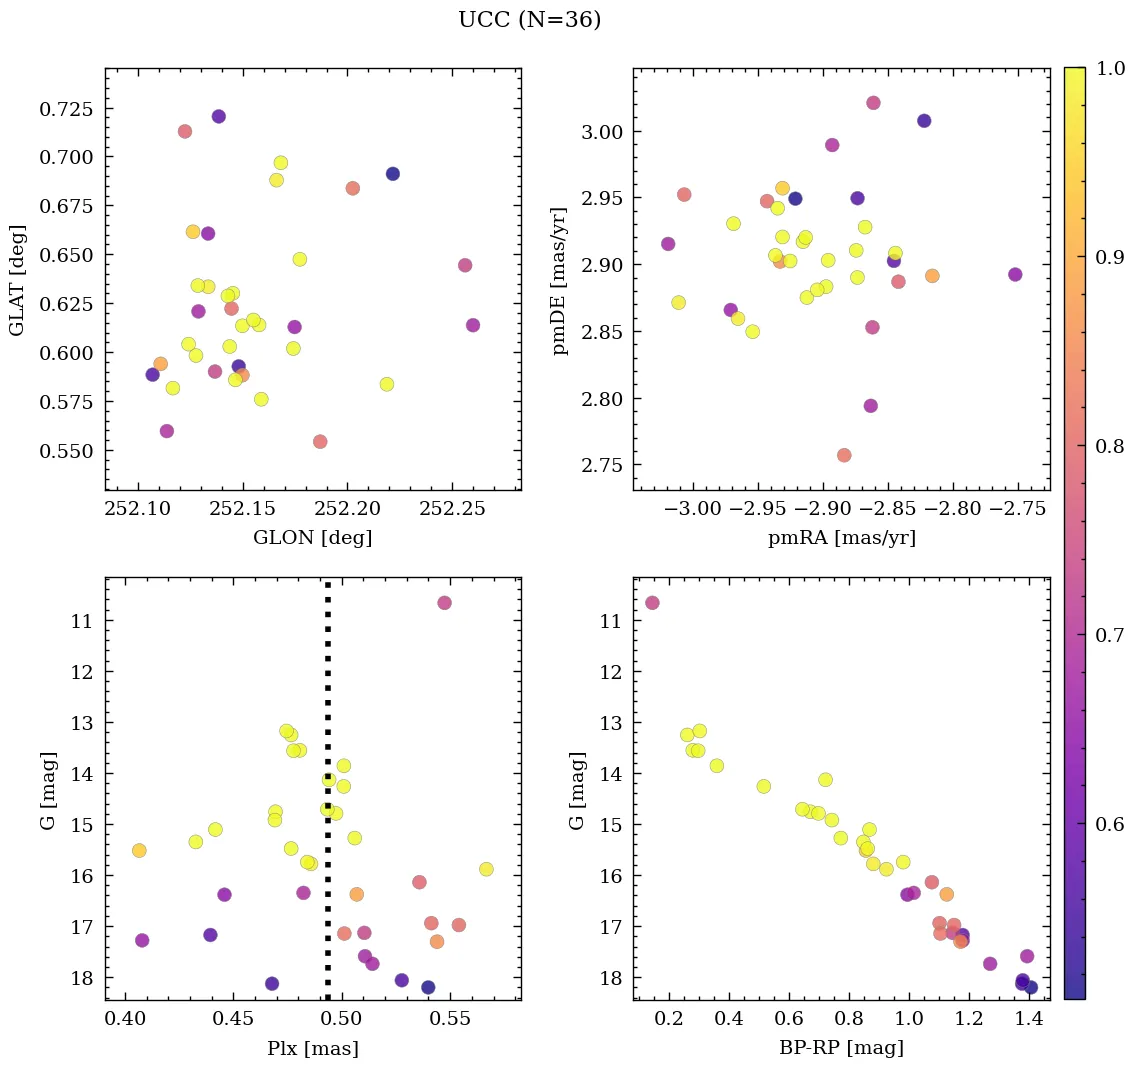 UCC (N=36)
0.725
0.700
0.675
0.650
0.625
0.600
0.575
0.550
GLAT [deg]
252.10 252.15 252.20 252.25
GLON [deg]
3.00
2.95
2.90
2.85
2.80
2.75
pmDE [mas/yr]
−3.00 −2.95 −2.90 −2.85 −2.80 −2.75
pmRA [mas/yr]
11
12
13
14
15
16
17
18
G [mag]
0.40 0.45 0.50 0.55
Plx [mas]
11
12
13
14
15
16
17
18
G [mag]
0.2 0.4 0.6 0.8 1.0 1.2 1.4
BP-RP [mag]
1.0
0.9
0.8
0.7
0.6